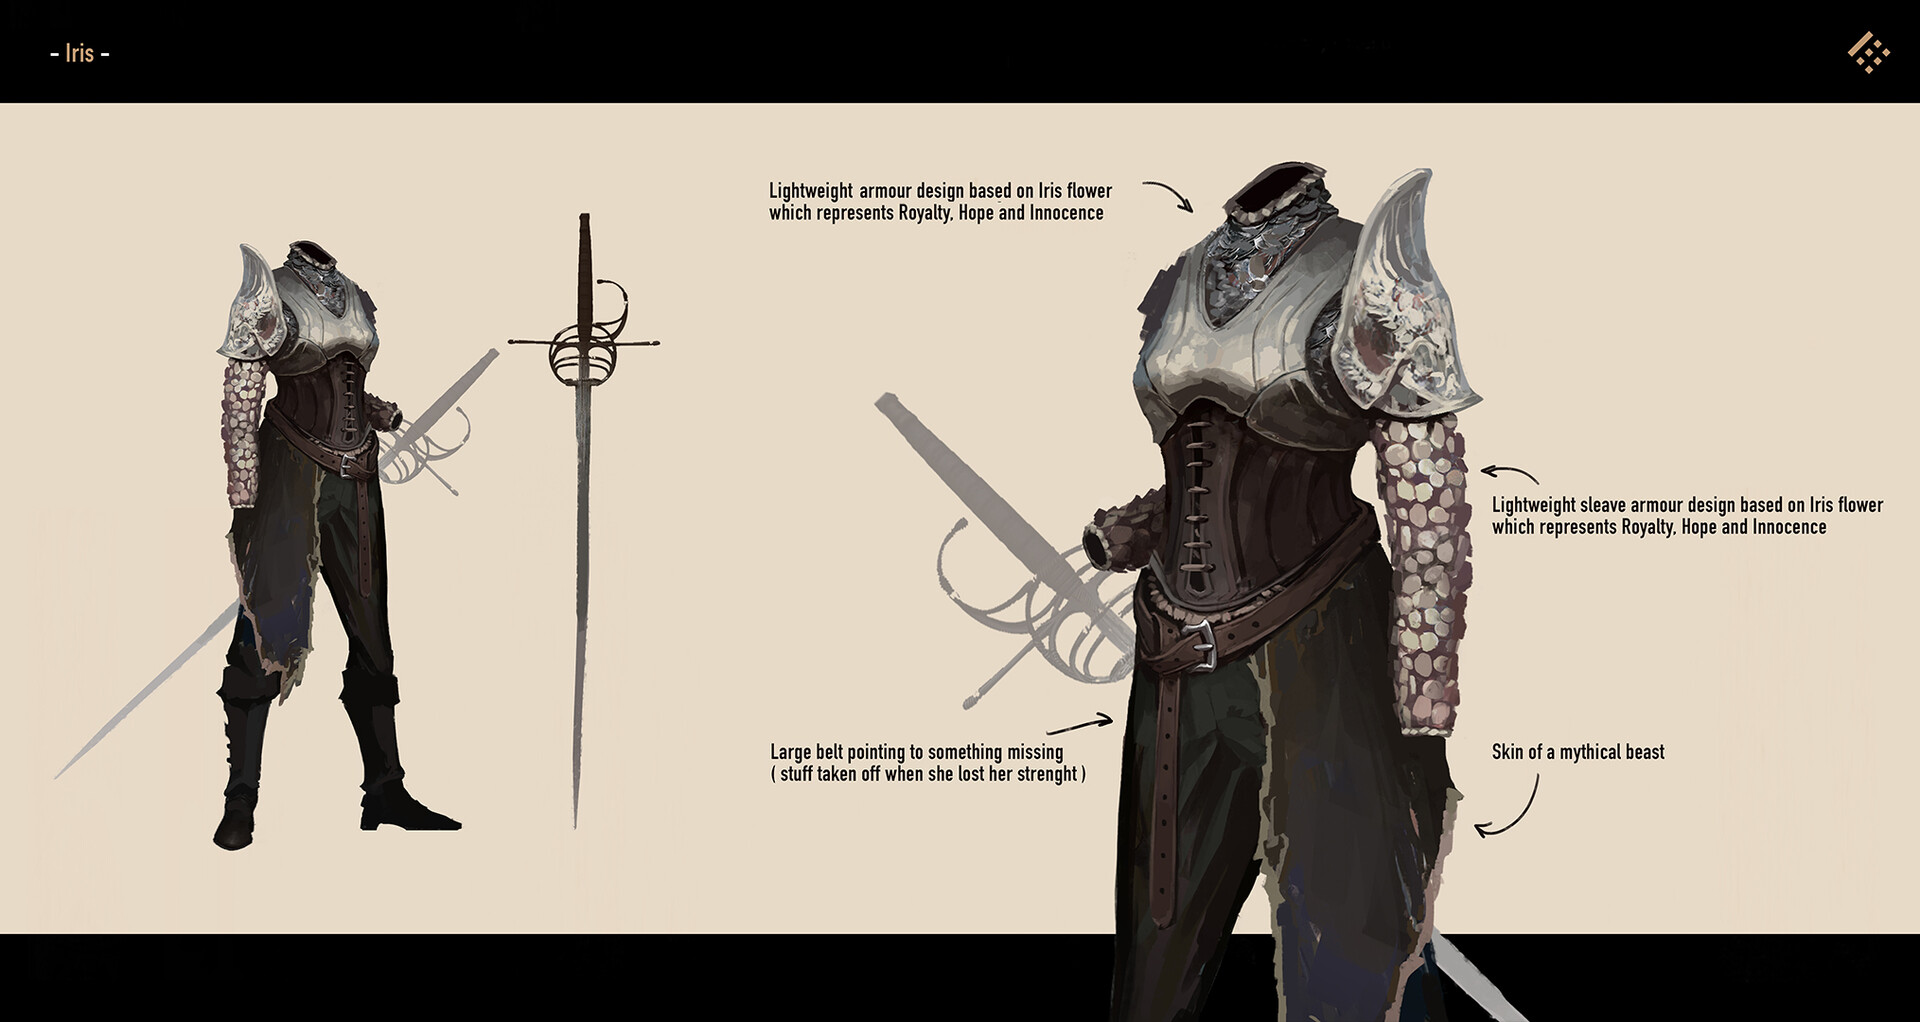 - Iris -
Lightweight armour design based on Iris flower
which represents Royalty, Hope and Innocence
Lightweight sleave armour design based on Iris flower
which represents Royalty, Hope and Innocence
Large belt pointing to something missing
( stuff taken off when she lost her strenght )
Skin of a mythical beast